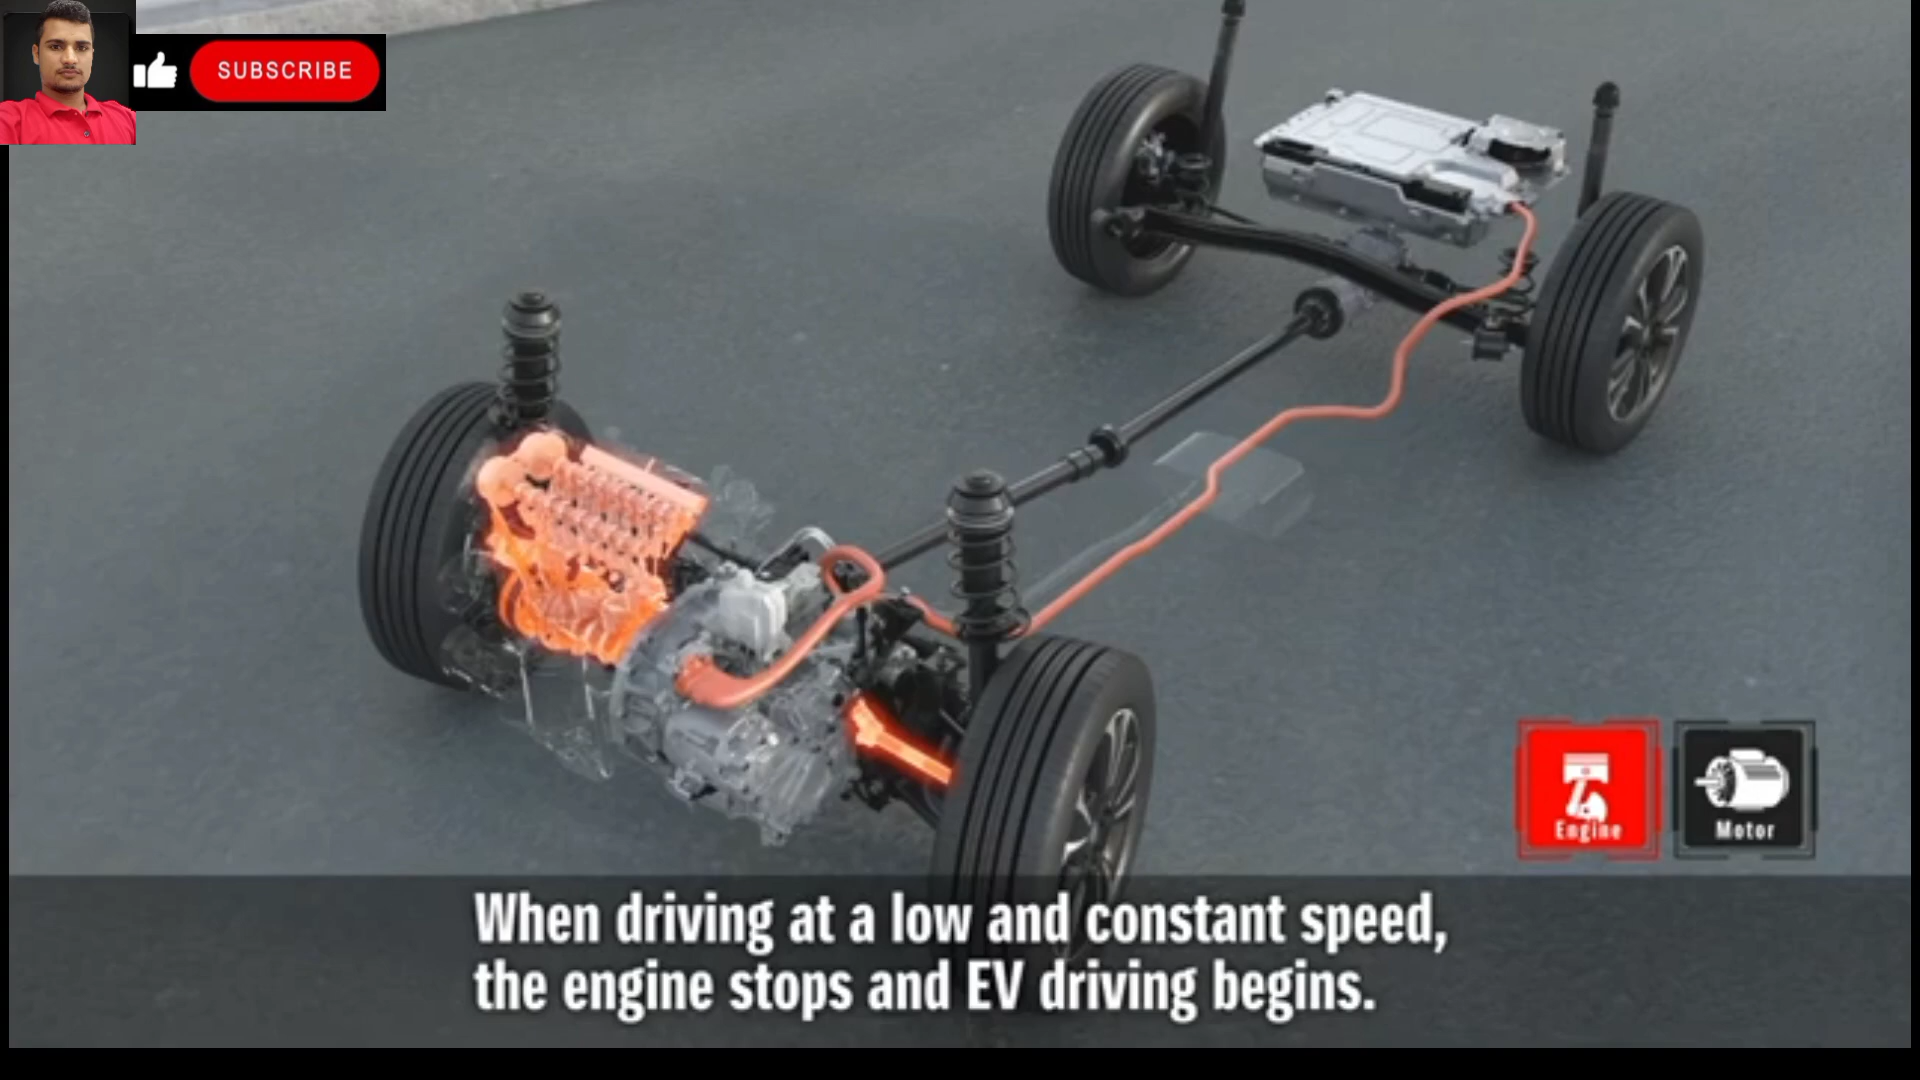 SUBSCRIBE
Engine
Motor
When driving at a low and constant speed,
the engine stops and EV driving begins.